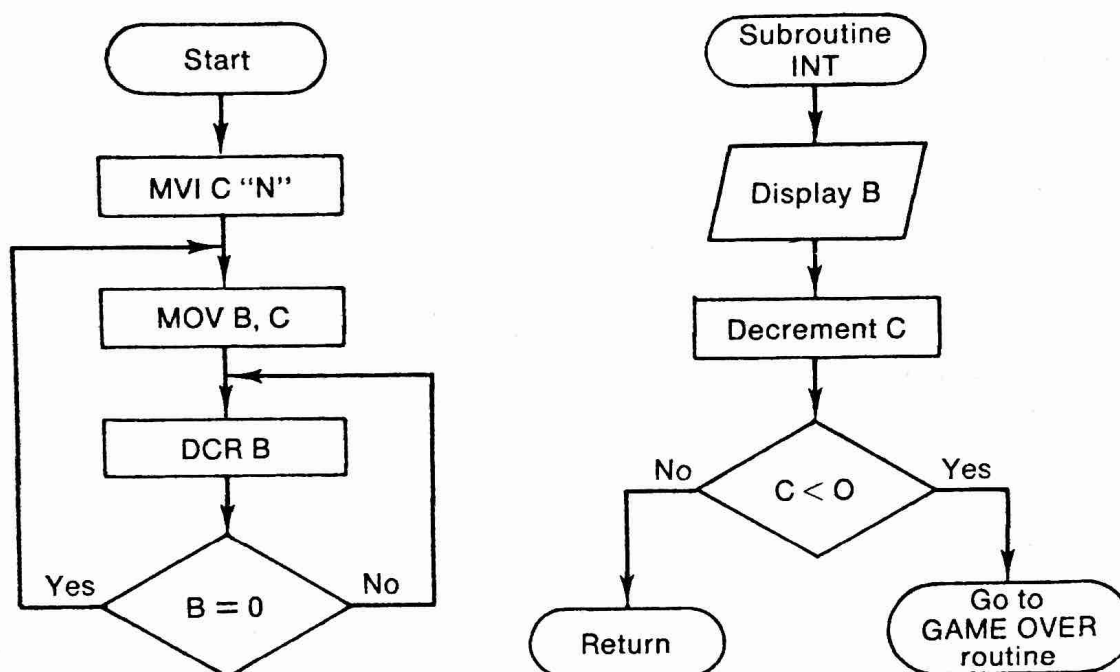 Start
MVI C "N"
MOV B, C
DCR B
Yes
B = 0
No
Subroutine
INT
Display B
Decrement C
No
C < O
Yes
Return
Go to
GAME OVER
routine